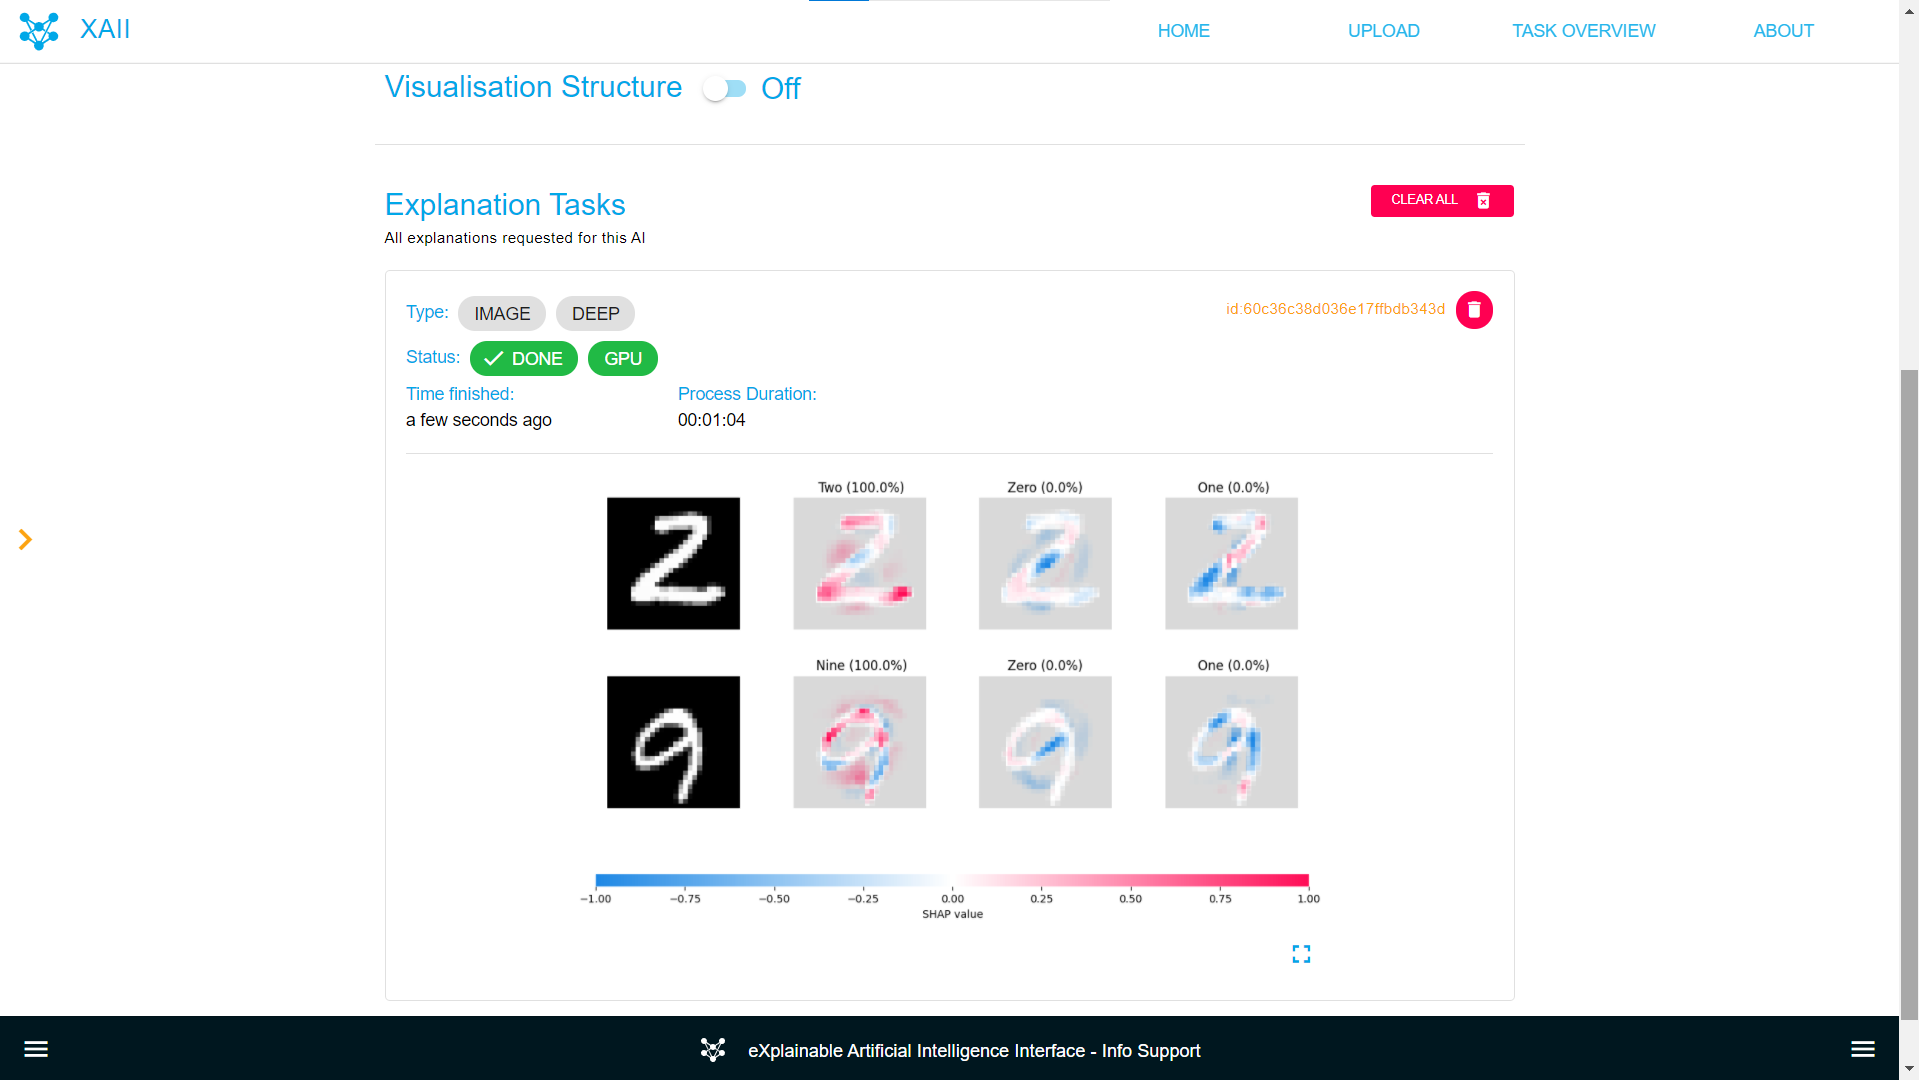 XAII
HOME UPLOAD TASK OVERVIEW ABOUT
Visualisation Structure Off
Explanation Tasks
CLEAR ALL
All explanations requested for this AI
Type: IMAGE DEEP
id:60c36c38d036e17ffbdb343d
Status: DONE GPU
Time finished: Process Duration:
a few seconds ago 00:01:04
Two (100.0%) Zero (0.0%) One (0.0%)
2
Nine (100.0%) Zero (0.0%) One (0.0%)
9
−1.00 −0.75 −0.50 −0.25 0.00 0.25 0.50 0.75 1.00
SHAP value
eXplainable Artificial Intelligence Interface - Info Support